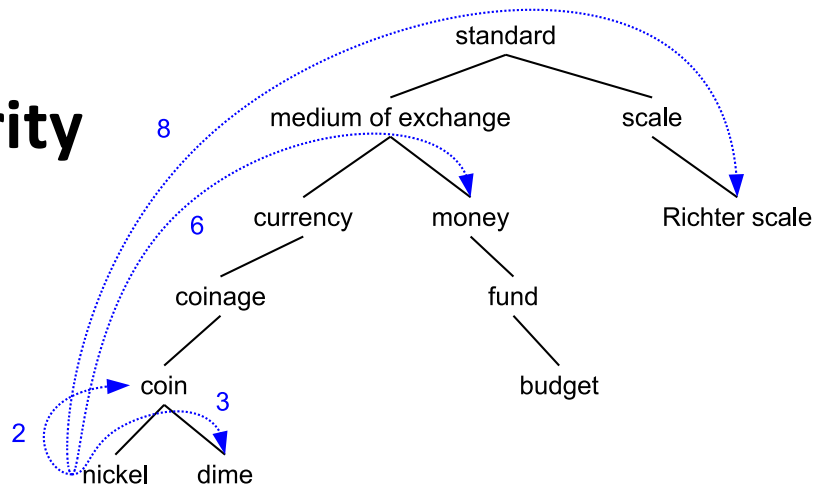 standard
rity
8
medium of exchange
scale
6
currency
money
Richter scale
coinage
fund
coin
budget
3
2
nickel
dime